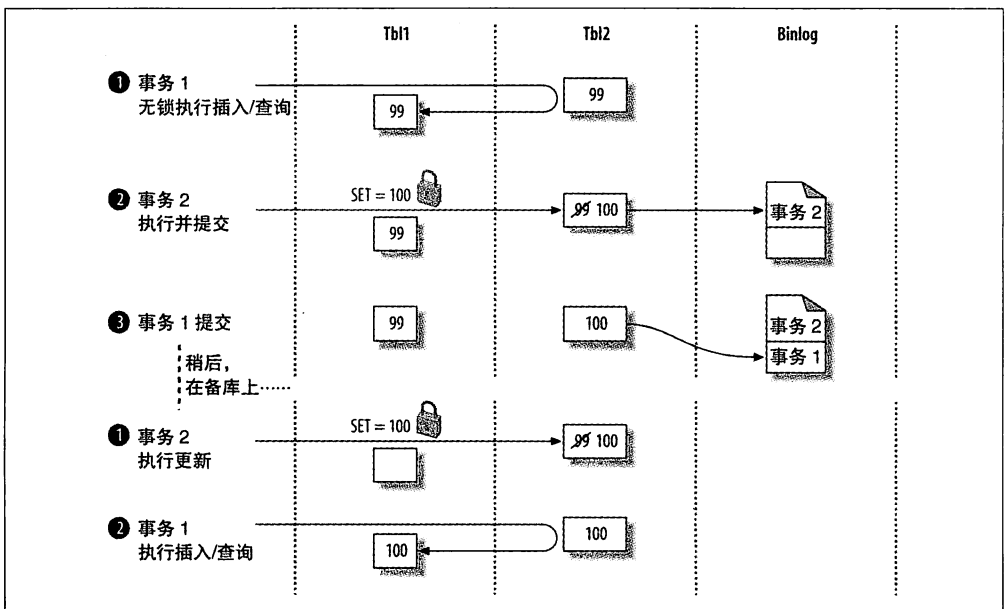 Tbl1 Tbl2 Binlog
❶ 事务 1
无锁执行插入/查询
99
99
❷ 事务 2
执行并提交
SET = 100
99
99 100
事务 2
❸ 事务 1 提交
99
100
事务 2
事务 1
稍后，
在备库上……
❶ 事务 2
执行更新
SET = 100
99 100
❷ 事务 1
执行插入/查询
100
100